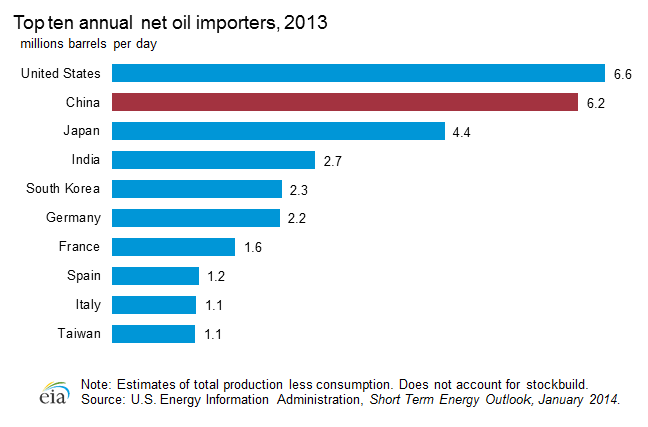 Top ten annual net oil importers, 2013
millions barrels per day
United States 6.6
China 6.2
Japan 4.4
India 2.7
South Korea 2.3
Germany 2.2
France 1.6
Spain 1.2
Italy 1.1
Taiwan 1.1
eia
Note: Estimates of total production less consumption. Does not account for stockbuild.
Source: U.S. Energy Information Administration, Short Term Energy Outlook, January 2014.